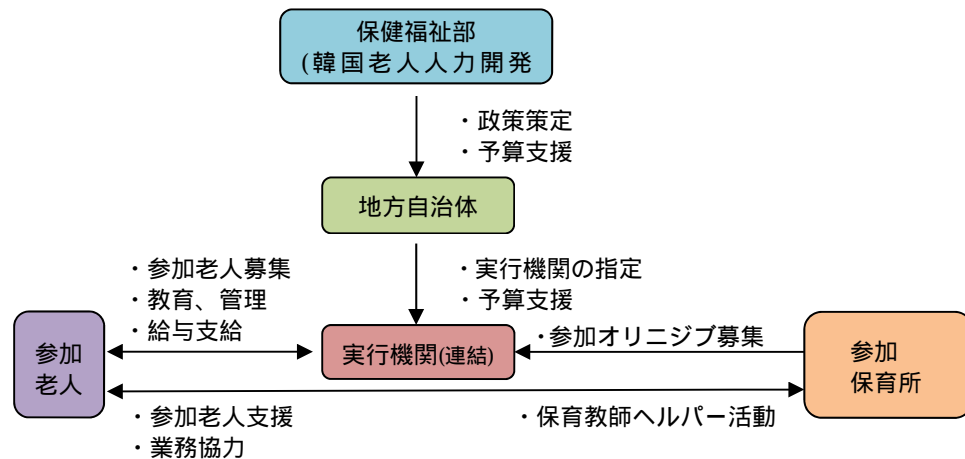 保健福祉部
(韓国老人人力開発
・政策策定
・予算支援
地方自治体
・参加老人募集
・教育、管理
・給与支給
・実行機関の指定
・予算支援
参加
老人
実行機関(連結)
・参加オリニジブ募集
参加
保育所
・参加老人支援
・業務協力
・保育教師ヘルパー活動